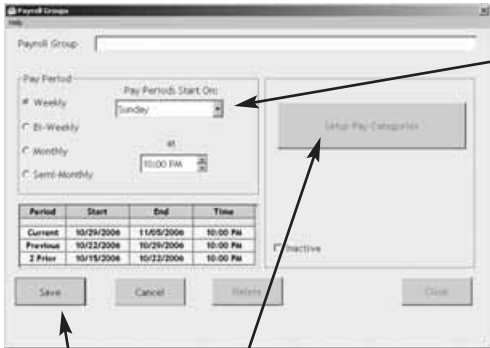 Payroll Groups
Help
Payroll Group
Pay Period
Pay Periods Start On:
Weekly
Sunday
Bi-Weekly
at
Monthly
10:00 PM
Semi-Monthly
Setup Pay Categories
Period Start End Time
Current 10/29/2006 11/05/2006 10:00 PM
Previous 10/22/2006 10/29/2006 10:00 PM
2 Prior 10/15/2006 10/22/2006 10:00 PM
Inactive
Save Cancel Delete Close